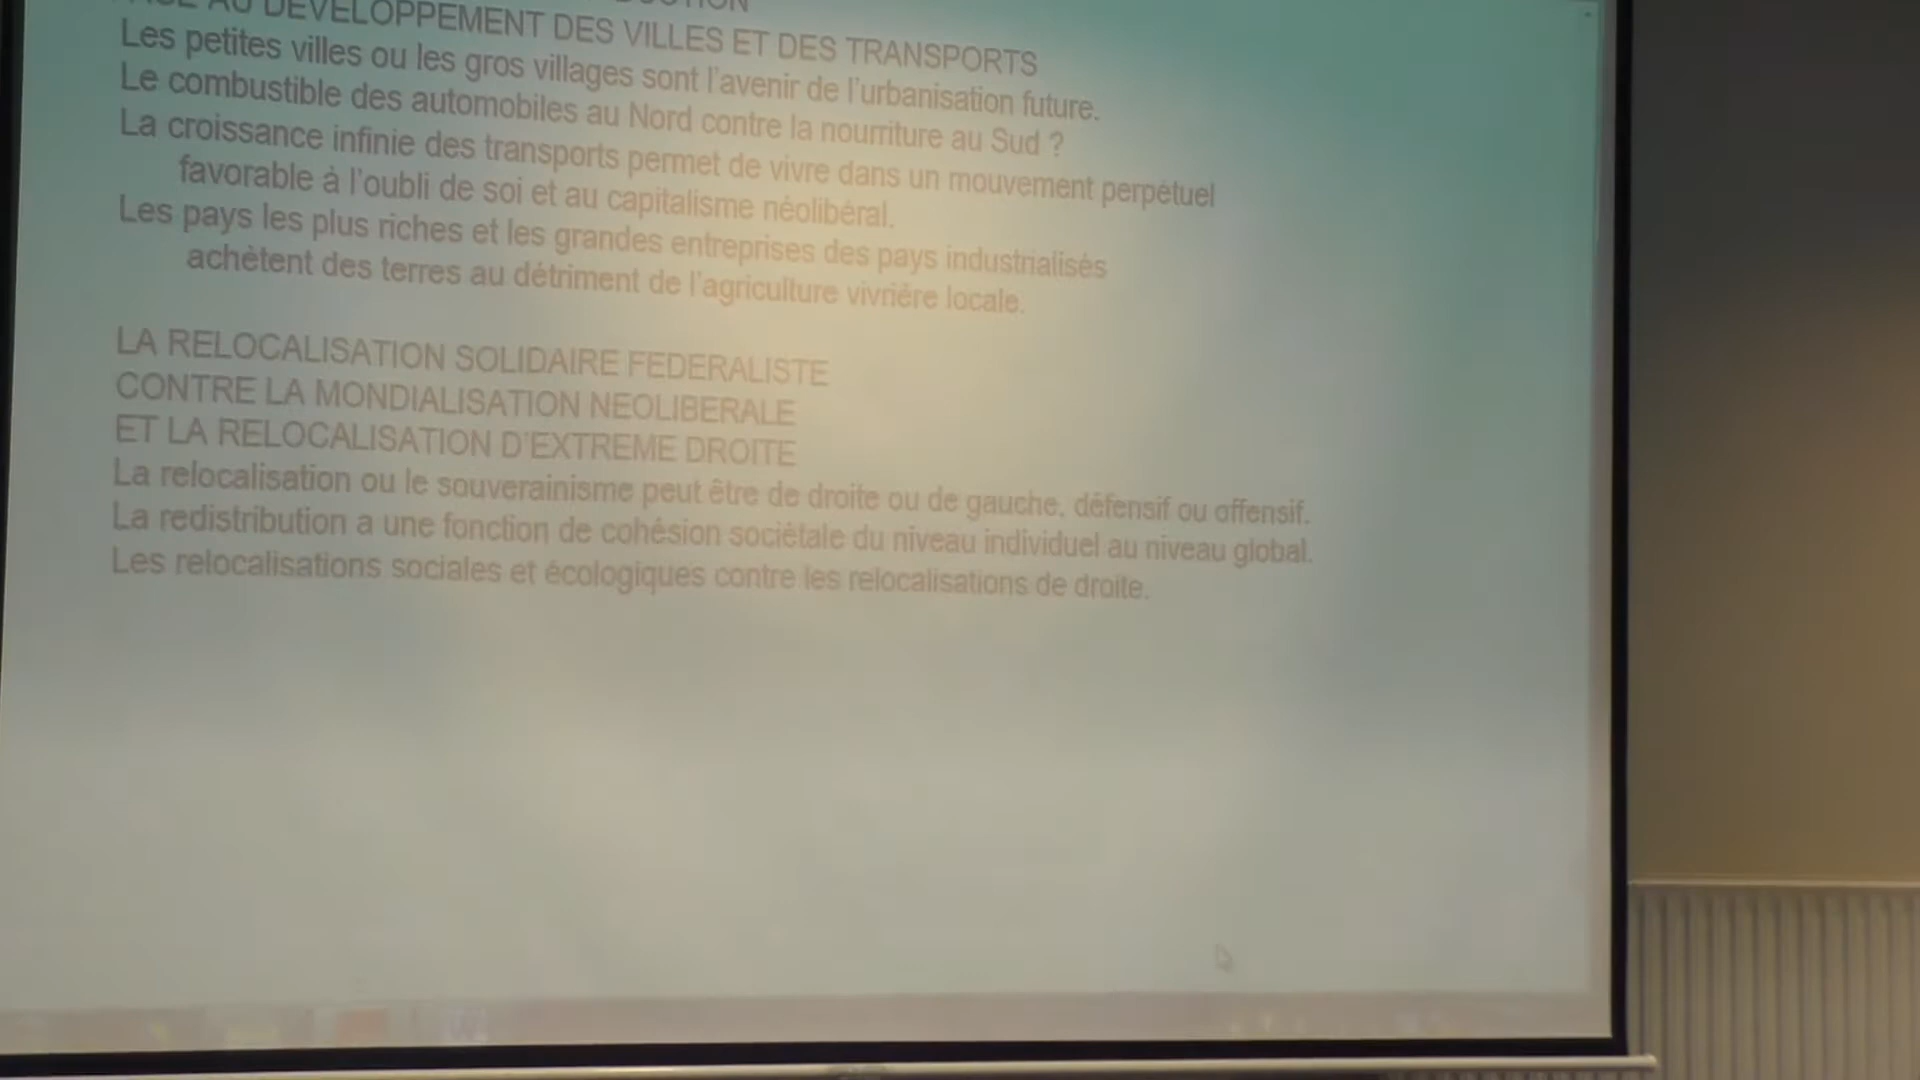 AU DEVELOPPEMENT DES VILLES ET DES TRANSPORTS
Les petites villes ou les gros villages sont l'avenir de l'urbanisation future.
Le combustible des automobiles au Nord contre la nourriture au Sud ?
La croissance infinie des transports permet de vivre dans un mouvement perpétuel
favorable à l'oubli de soi et au capitalisme néolibéral.
Les pays les plus riches et les grandes entreprises des pays industrialisés
achètent des terres au détriment de l'agriculture vivrière locale.
LA RELOCALISATION SOLIDAIRE FEDERALISTE
CONTRE LA MONDIALISATION NEOLIBERALE
ET LA RELOCALISATION D'EXTREME DROITE
La relocalisation ou le souverainisme peut être de droite ou de gauche, défensif ou offensif.
La redistribution a une fonction de cohésion sociétale du niveau individuel au niveau global.
Les relocalisations sociales et écologiques contre les relocalisations de droite.